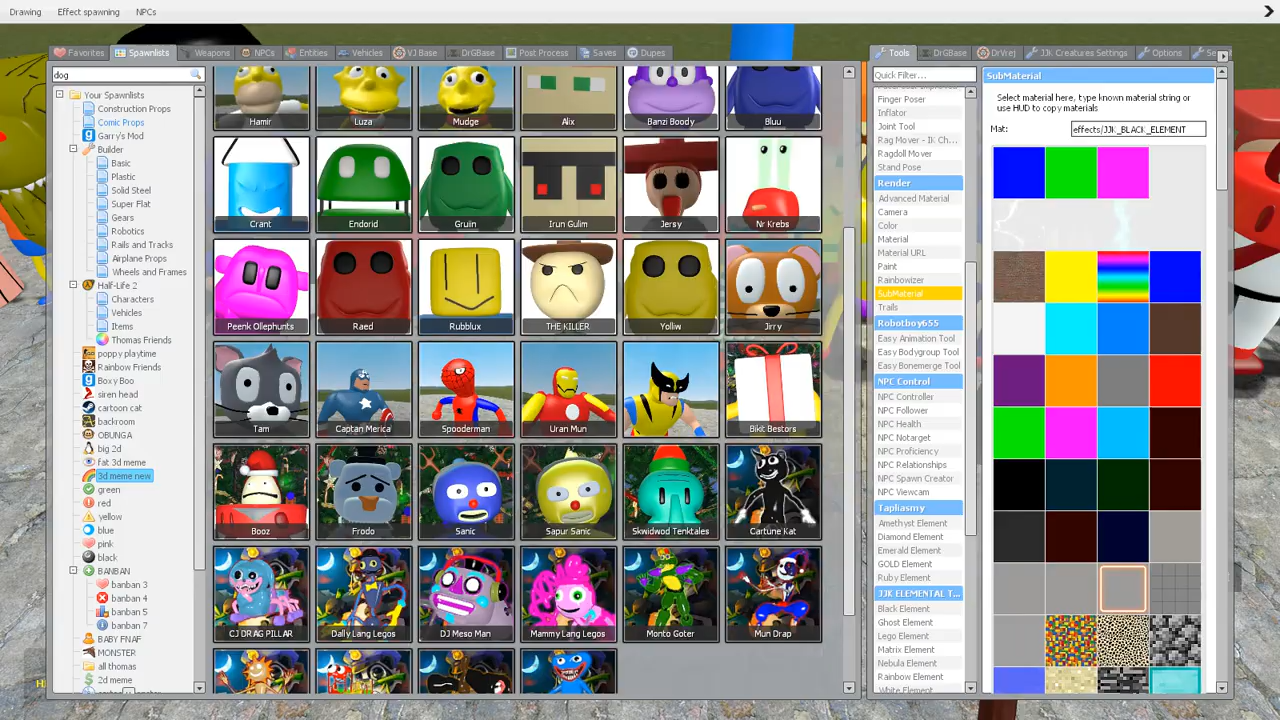 Drawing Effect spawning NPCs
Favorites Spawnlists Weapons NPCs Entities Vehicles VJ Base DrGBase Post Process Saves Dupes
Tools DrGBase DrVrej JJK Creatures Settings Options
dog
Your Spawnlists
Construction Props
Comic Props
Garry's Mod
Builder
Basic
Plastic
Solid Steel
Super Flat
Gears
Robotics
Rails and Tracks
Airplane Props
Wheels and Frames
Half-Life 2
Characters
Vehicles
Items
Thomas Friends
poppy playtime
Rainbow Friends
Boxy Boo
siren head
cartoon cat
backroom
OBUNGA
big 2d
fat 3d meme
3d meme new
green
red
yellow
blue
pink
black
BANBAN
banban 3
banban 4
banban 5
banban 7
BABY FNAF
MONSTER
all thomas
2d meme
Hamir Luza Mudge Alix Banzi Boody Bluu
Crant Endorid Gruiin Irun Gulim Jersy Nr Krebs
Peenk Ollephunts Raed Rubblux THE KILLER Yolliw Jirry
Tam Captan Merica Spooderman Uran Mun Bikit Bestors
Booz Frodo Sanic Sapur Sanic Skwidwod Tenktales Cartune Kat
CJ DRAG PILLAR Dally Lang Legos DJ Meso Man Mammy Lang Legos Monto Goter Mun Drap
Quick Filter...
Finger Poser
Inflator
Joint Tool
Rag Mover - IK Ch...
Ragdoll Mover
Stand Pose
Render
Advanced Material
Camera
Color
Material
Material URL
Paint
Rainbowizer
SubMaterial
Trails
Robotboy655
Easy Animation Tool
Easy Bodygroup Tool
Easy Bonemerge Tool
NPC Control
NPC Controller
NPC Follower
NPC Health
NPC Notarget
NPC Proficiency
NPC Relationships
NPC Spawn Creator
NPC Viewcam
Tapliasmy
Amethyst Element
Diamond Element
Emerald Element
GOLD Element
Ruby Element
JJK ELEMENTAL T...
Black Element
Ghost Element
Lego Element
Matrix Element
Nebula Element
Rainbow Element
White Element
SubMaterial
Select material here, type known material string or
use HUD to copy materials
Mat: effects/JJK_BLACK_ELEMENT